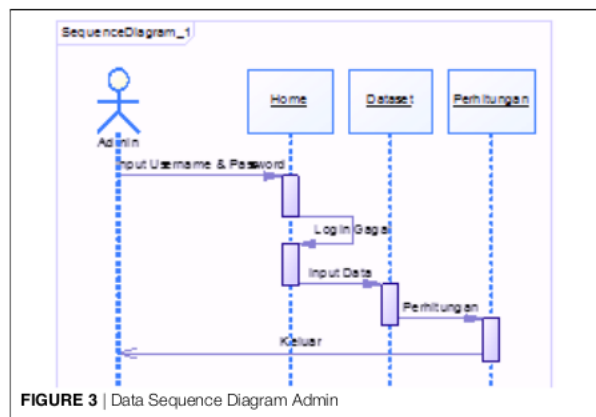 SequenceDiagram_1
Home
Dataset
Perhitungan
Admin
Input Username & Password
Login Gagal
Input Data
Perhitungan
Keluar
FIGURE 3 | Data Sequence Diagram Admin